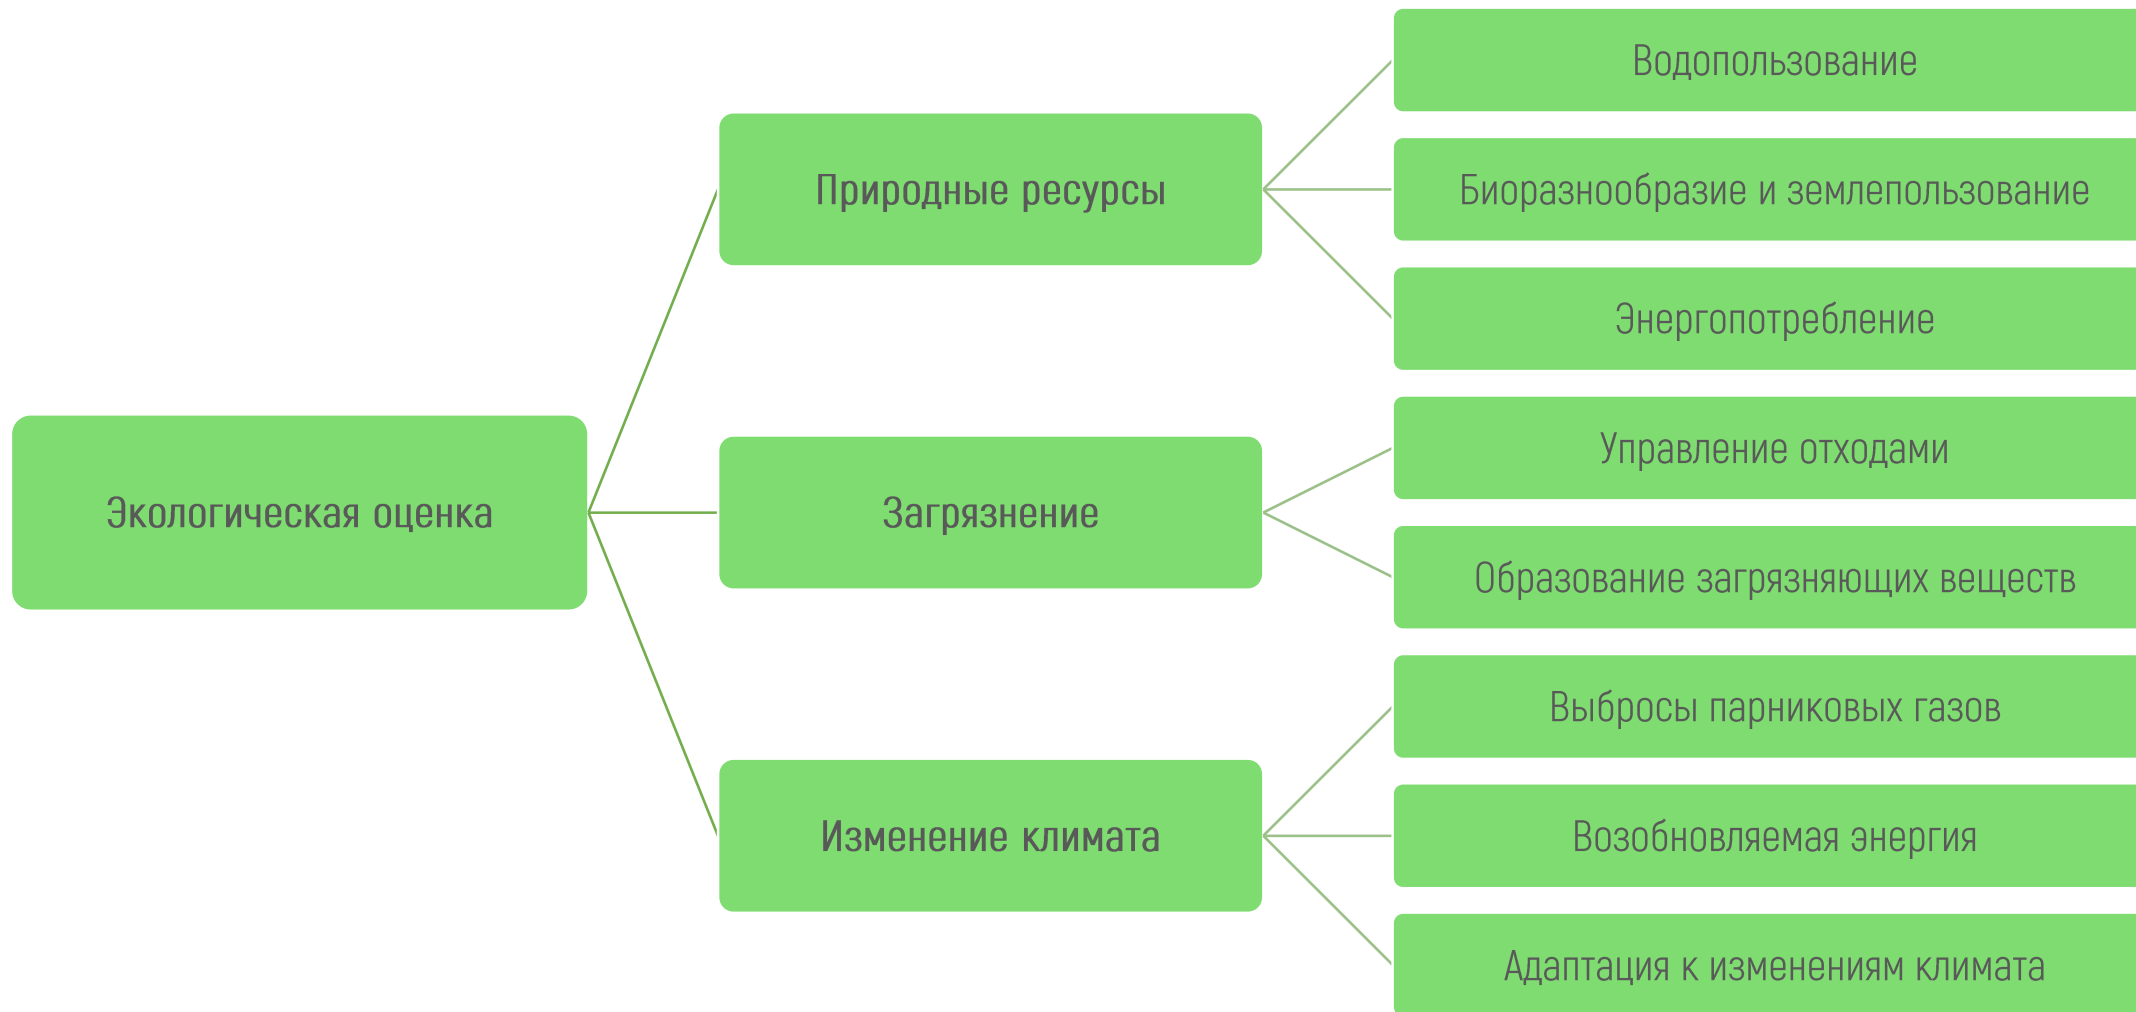 Экологическая оценка
Природные ресурсы
Водопользование
Биоразнообразие и землепользование
Энергопотребление
Загрязнение
Управление отходами
Образование загрязняющих веществ
Изменение климата
Выбросы парниковых газов
Возобновляемая энергия
Адаптация к изменениям климата